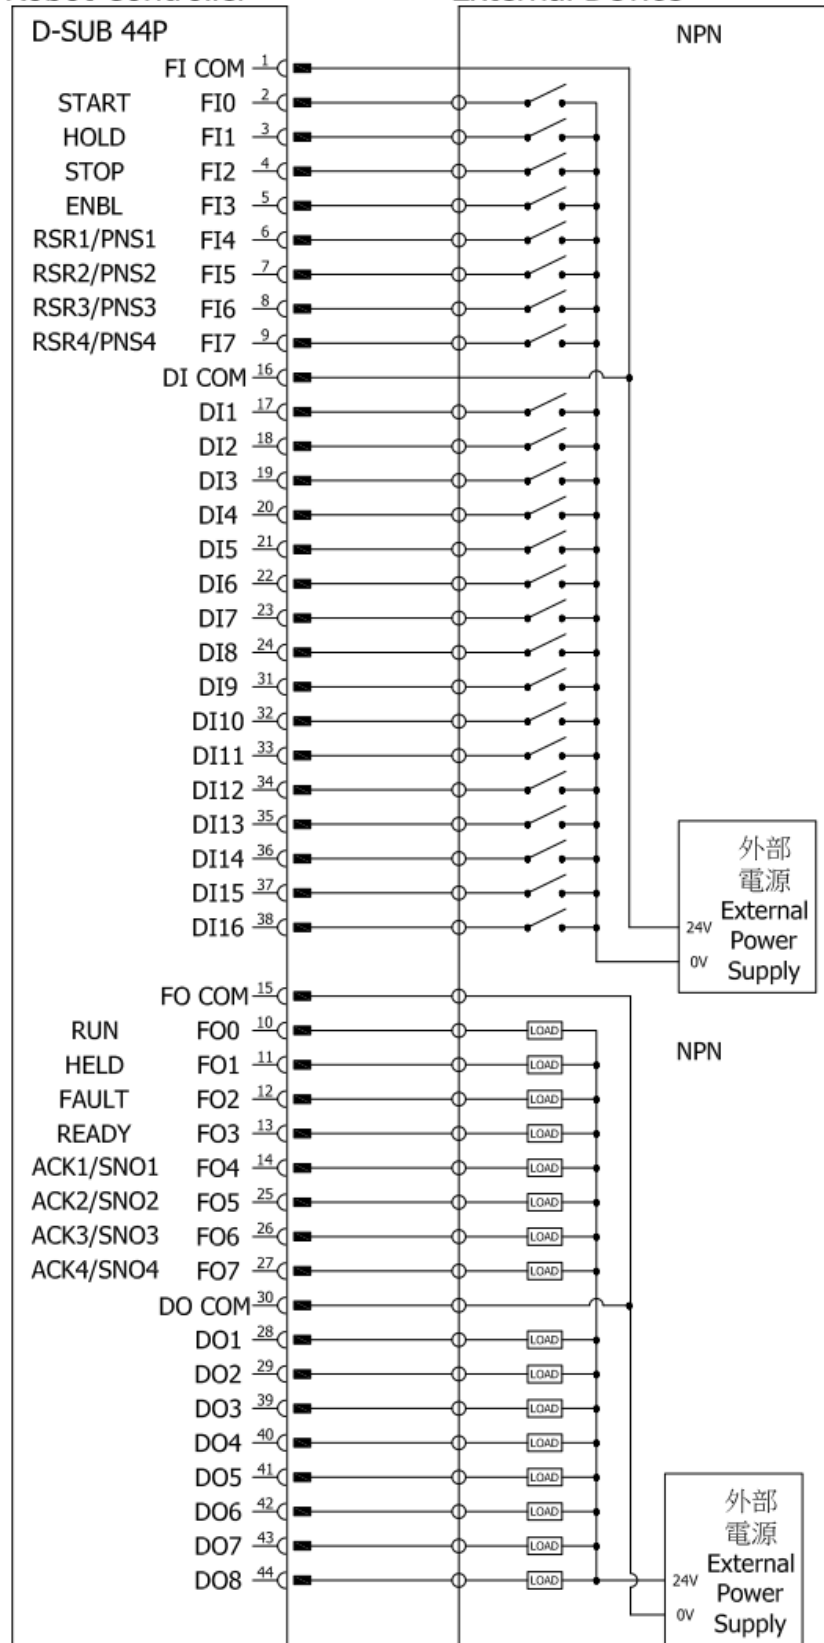 D-SUB 44P
NPN
FI COM 1
START FI0 2
HOLD FI1 3
STOP FI2 4
ENBL FI3 5
RSR1/PNS1 FI4 6
RSR2/PNS2 FI5 7
RSR3/PNS3 FI6 8
RSR4/PNS4 FI7 9
DI COM 16
DI1 17
DI2 18
DI3 19
DI4 20
DI5 21
DI6 22
DI7 23
DI8 24
DI9 31
DI10 32
DI11 33
DI12 34
DI13 35
DI14 36
DI15 37
DI16 38
外部
電源
External
24V Power
0V Supply
FO COM 15
NPN
RUN FO0 10 LOAD
HELD FO1 11 LOAD
FAULT FO2 12 LOAD
READY FO3 13 LOAD
ACK1/SNO1 FO4 14 LOAD
ACK2/SNO2 FO5 25 LOAD
ACK3/SNO3 FO6 26 LOAD
ACK4/SNO4 FO7 27 LOAD
DO COM 30
DO1 28 LOAD
DO2 29 LOAD
DO3 39 LOAD
DO4 40 LOAD
DO5 41 LOAD
DO6 42 LOAD
DO7 43 LOAD
DO8 44 LOAD
外部
電源
External
24V Power
0V Supply